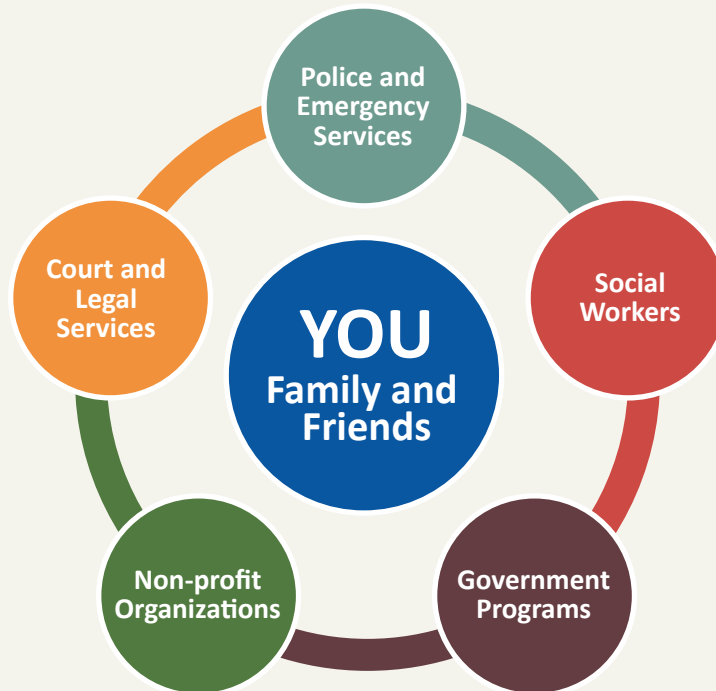 Police and
Emergency
Services
Social
Workers
Government
Programs
Non-profit
Organizations
Court and
Legal
Services
YOU
Family and
Friends